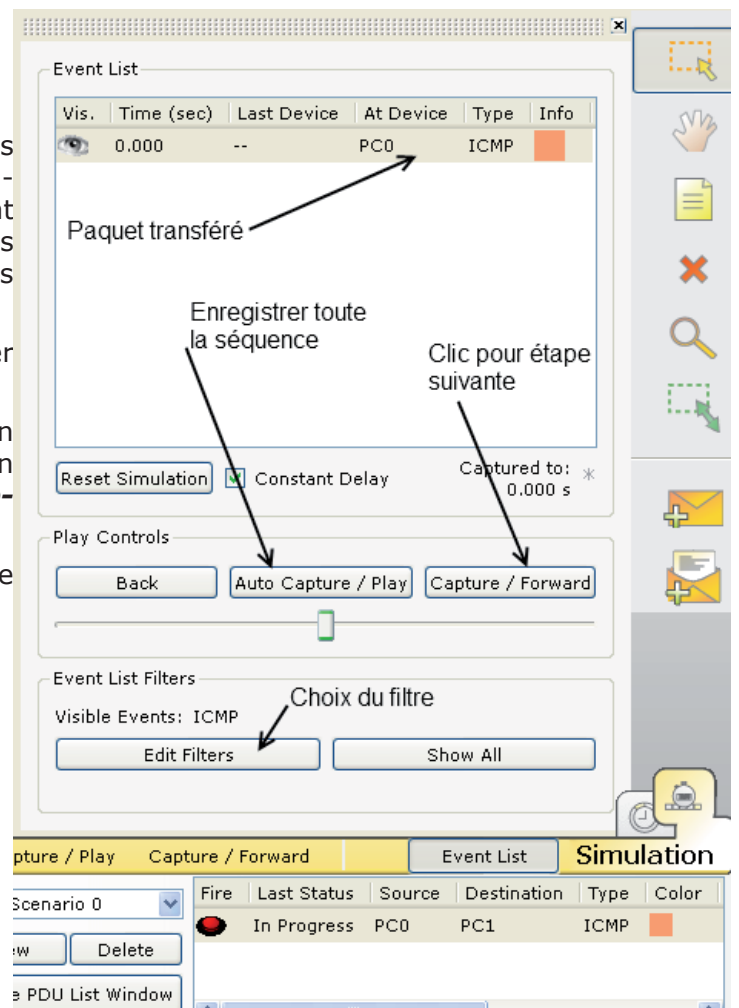 Event List
Vis. Time (sec) Last Device At Device Type Info
0.000 -- PC0 ICMP
Paquet transféré
Enregistrer toute
la séquence
Clic pour étape
suivante
Reset Simulation Constant Delay Captured to: *
0.000 s
Play Controls
Back Auto Capture / Play Capture / Forward
Event List Filters
Choix du filtre
Visible Events: ICMP
Edit Filters Show All
pture / Play Capture / Forward Event List Simulation
Scenario 0 Fire Last Status Source Destination Type Color
In Progress PC0 PC1 ICMP
ew Delete
e PDU List Window